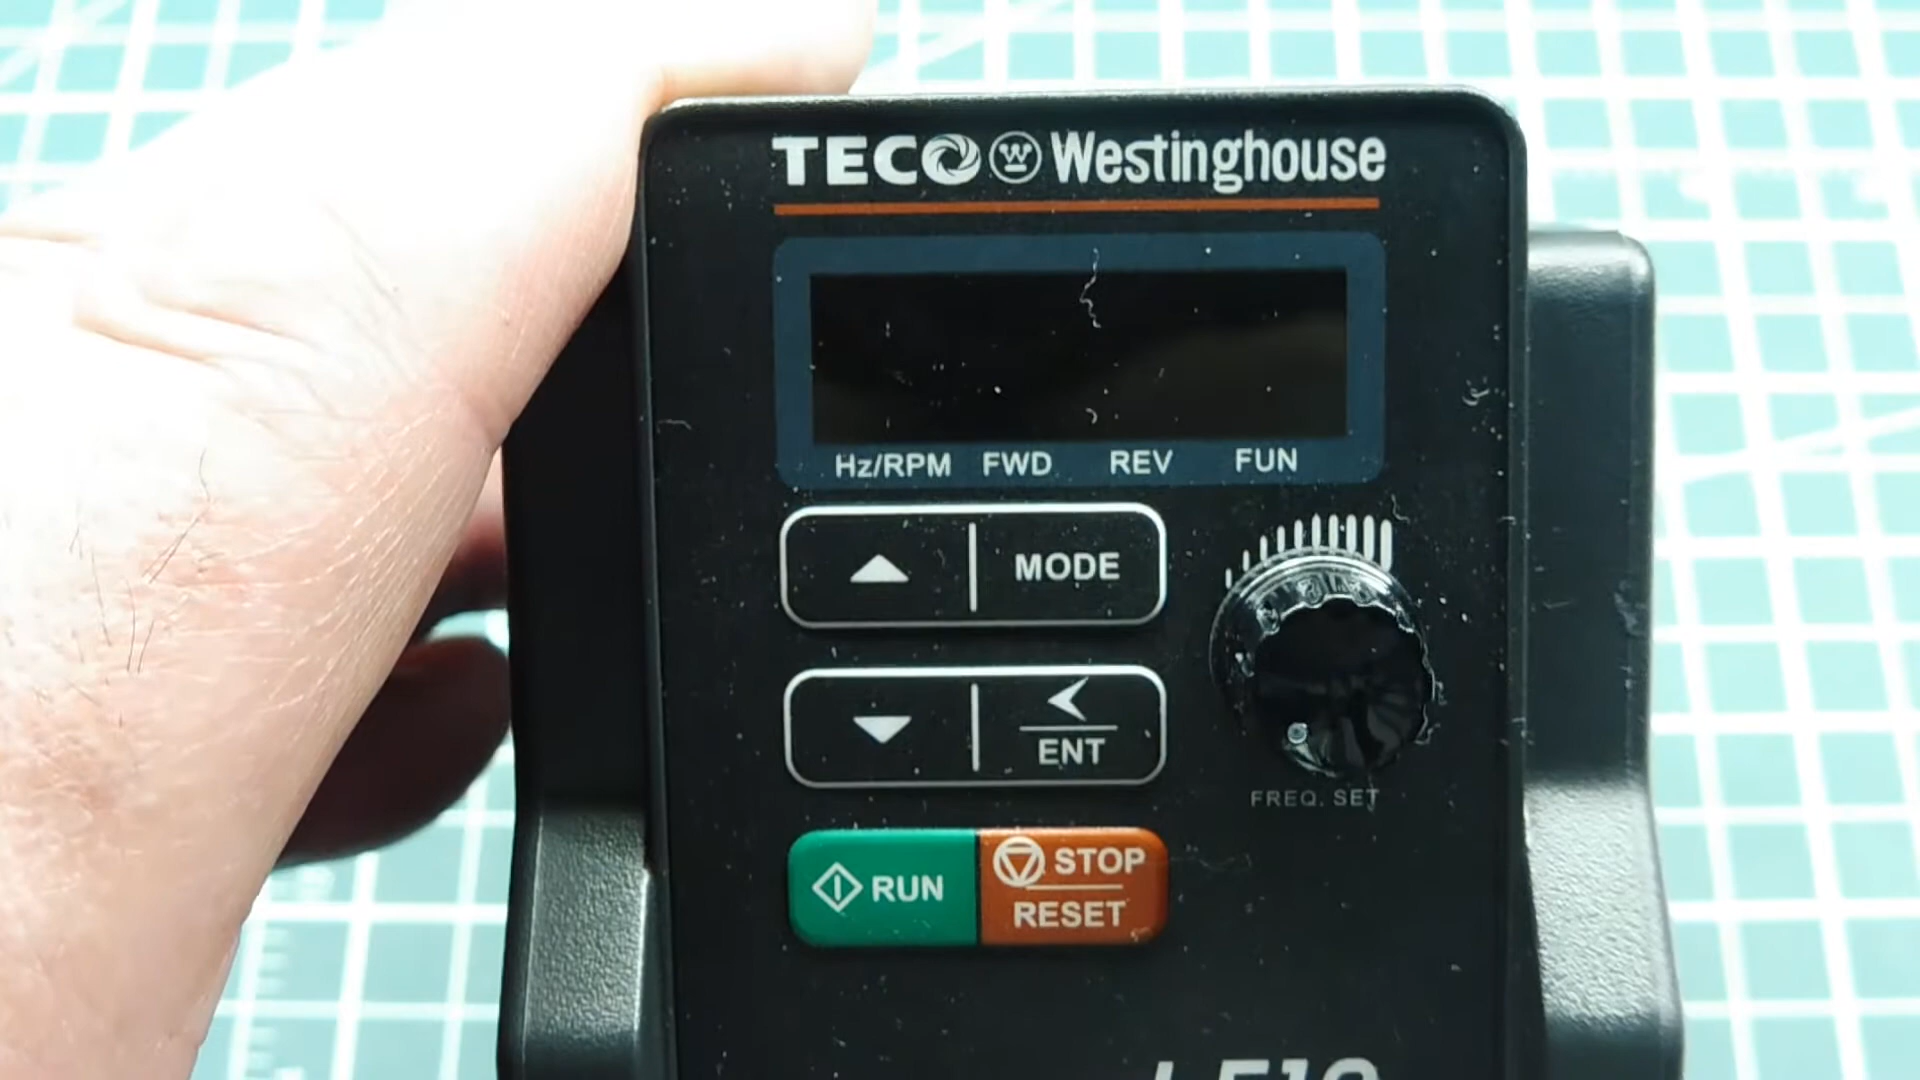 TECO Westinghouse
Hz/RPM FWD REV FUN
MODE
ENT
FREQ. SET
RUN
STOP
RESET